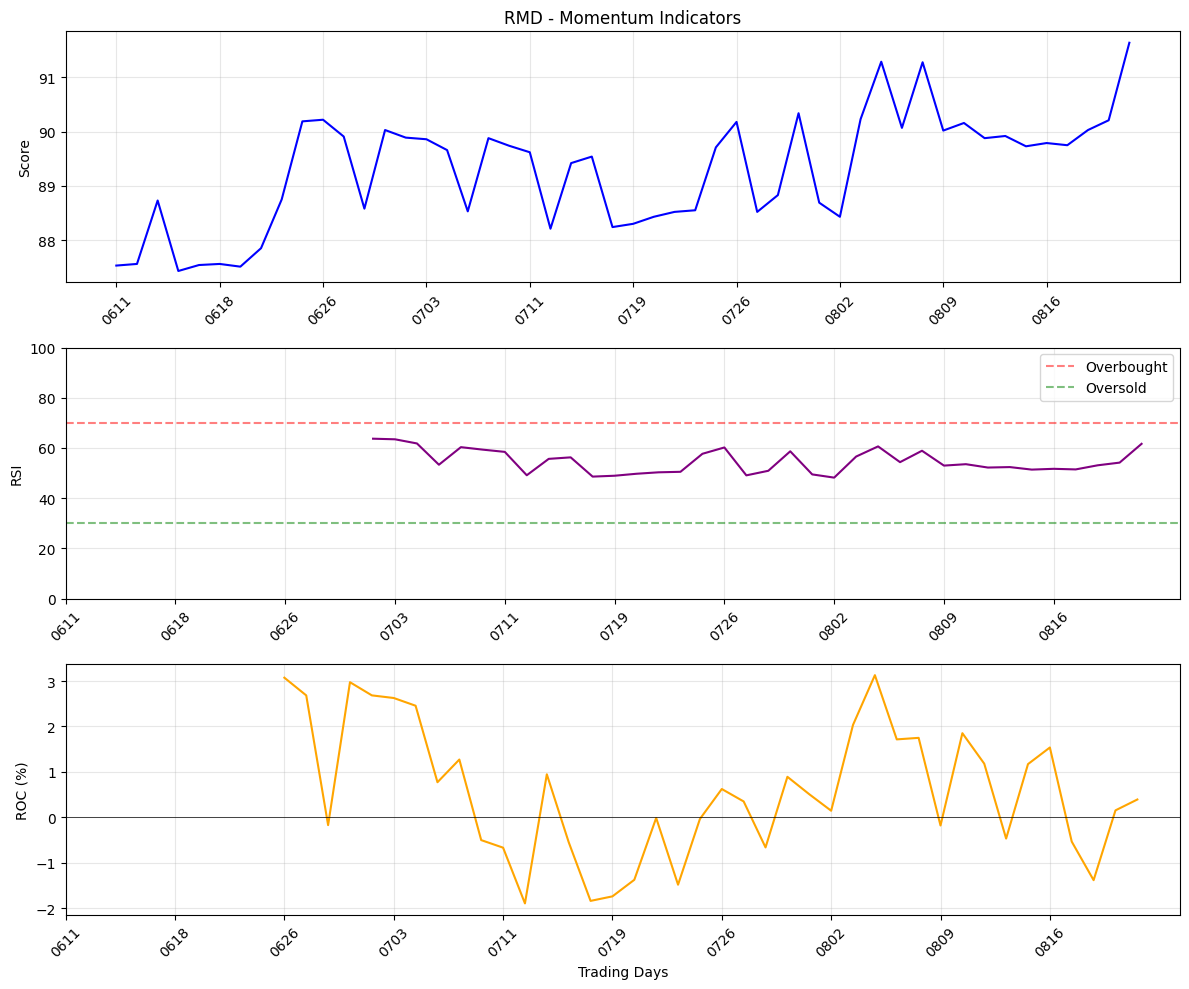 RMD - Momentum Indicators
Score
91
90
89
88
0611 0618 0626 0703 0711 0719 0726 0802 0809 0816
RSI
100
80
60
40
20
0
Overbought
Oversold
0611 0618 0626 0703 0711 0719 0726 0802 0809 0816
ROC (%)
3
2
1
0
−1
−2
0611 0618 0626 0703 0711 0719 0726 0802 0809 0816
Trading Days